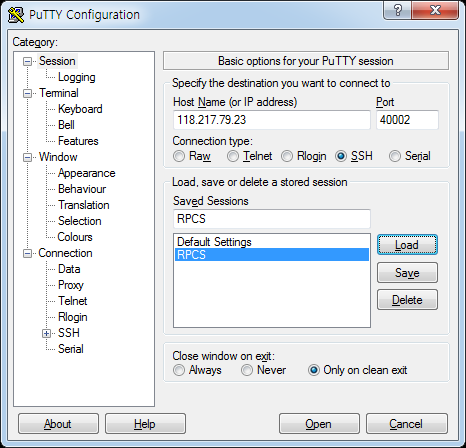 PuTTY Configuration
Category:
Session
Logging
Terminal
Keyboard
Bell
Features
Window
Appearance
Behaviour
Translation
Selection
Colours
Connection
Data
Proxy
Telnet
Rlogin
SSH
Serial
Basic options for your PuTTY session
Specify the destination you want to connect to
Host Name (or IP address) Port
118.217.79.23 40002
Connection type:
Raw Telnet Rlogin SSH Serial
Load, save or delete a stored session
Saved Sessions
RPCS
Default Settings
RPCS
Load
Save
Delete
Close window on exit:
Always Never Only on clean exit
About Help Open Cancel